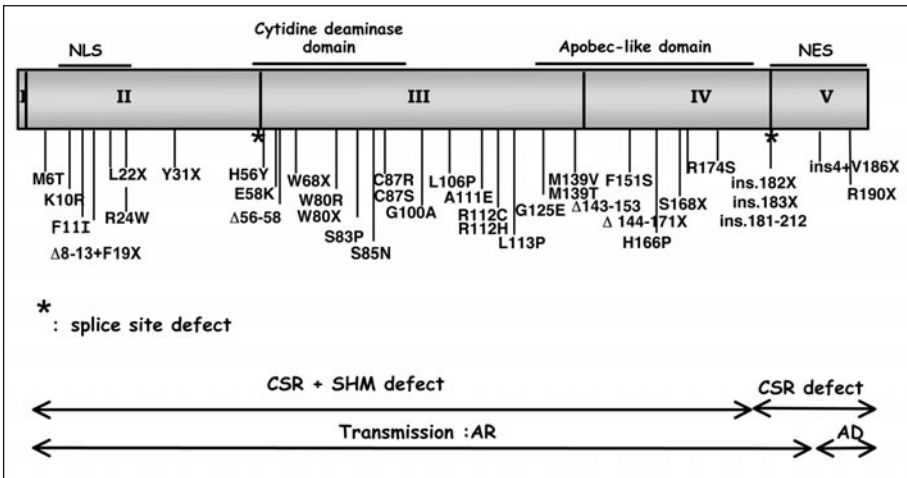 Cytidine deaminase
domain
NLS
Apobec-like domain
NES
I II III IV V
* *
M6T
K10R
F11I
Δ8-13+F19X
L22X
R24W
Y31X
H56Y
E58K
Δ56-58
W68X
W80R
W80X
S83P
S85N
C87R
C87S
G100A
L106P
A111E
R112C
R112H
L113P
G125E
M139V
M139T
Δ143-153
F151S
Δ 144-171X
H166P
S168X
R174S
ins.182X
ins.183X
ins.181-212
ins4+V186X
R190X
* : splice site defect
CSR + SHM defect
CSR defect
Transmission :AR
AD